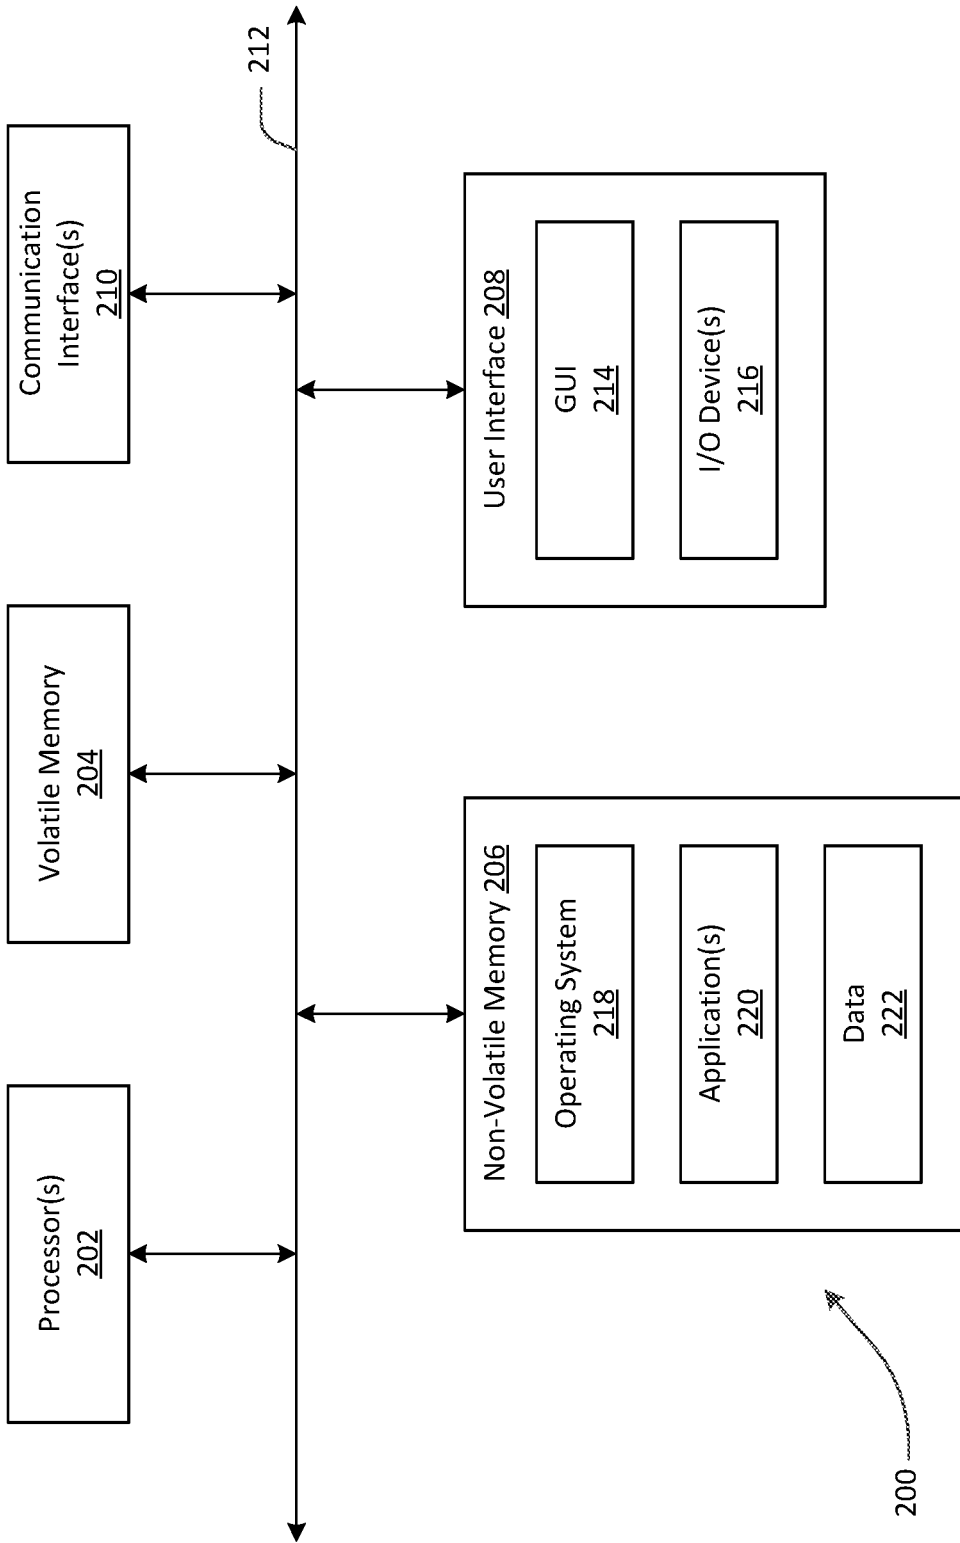 Processor(s)
202
Volatile Memory
204
Communication
Interface(s)
210
212
Non-Volatile Memory 206
Operating System
218
Application(s)
220
Data
222
User Interface 208
GUI
214
I/O Device(s)
216
200